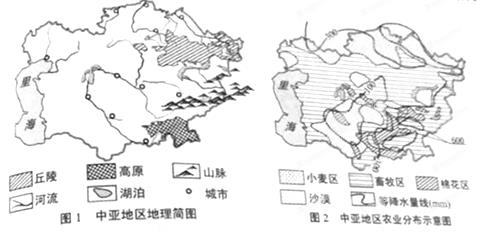 里
海
丘陵
高原
山脉
河流
湖泊
城市
图1 中亚地区地理简图
里
海
600
小麦区
畜牧区
棉花区
沙漠
等降水量线(mm)
图2 中亚地区农业分布示意图